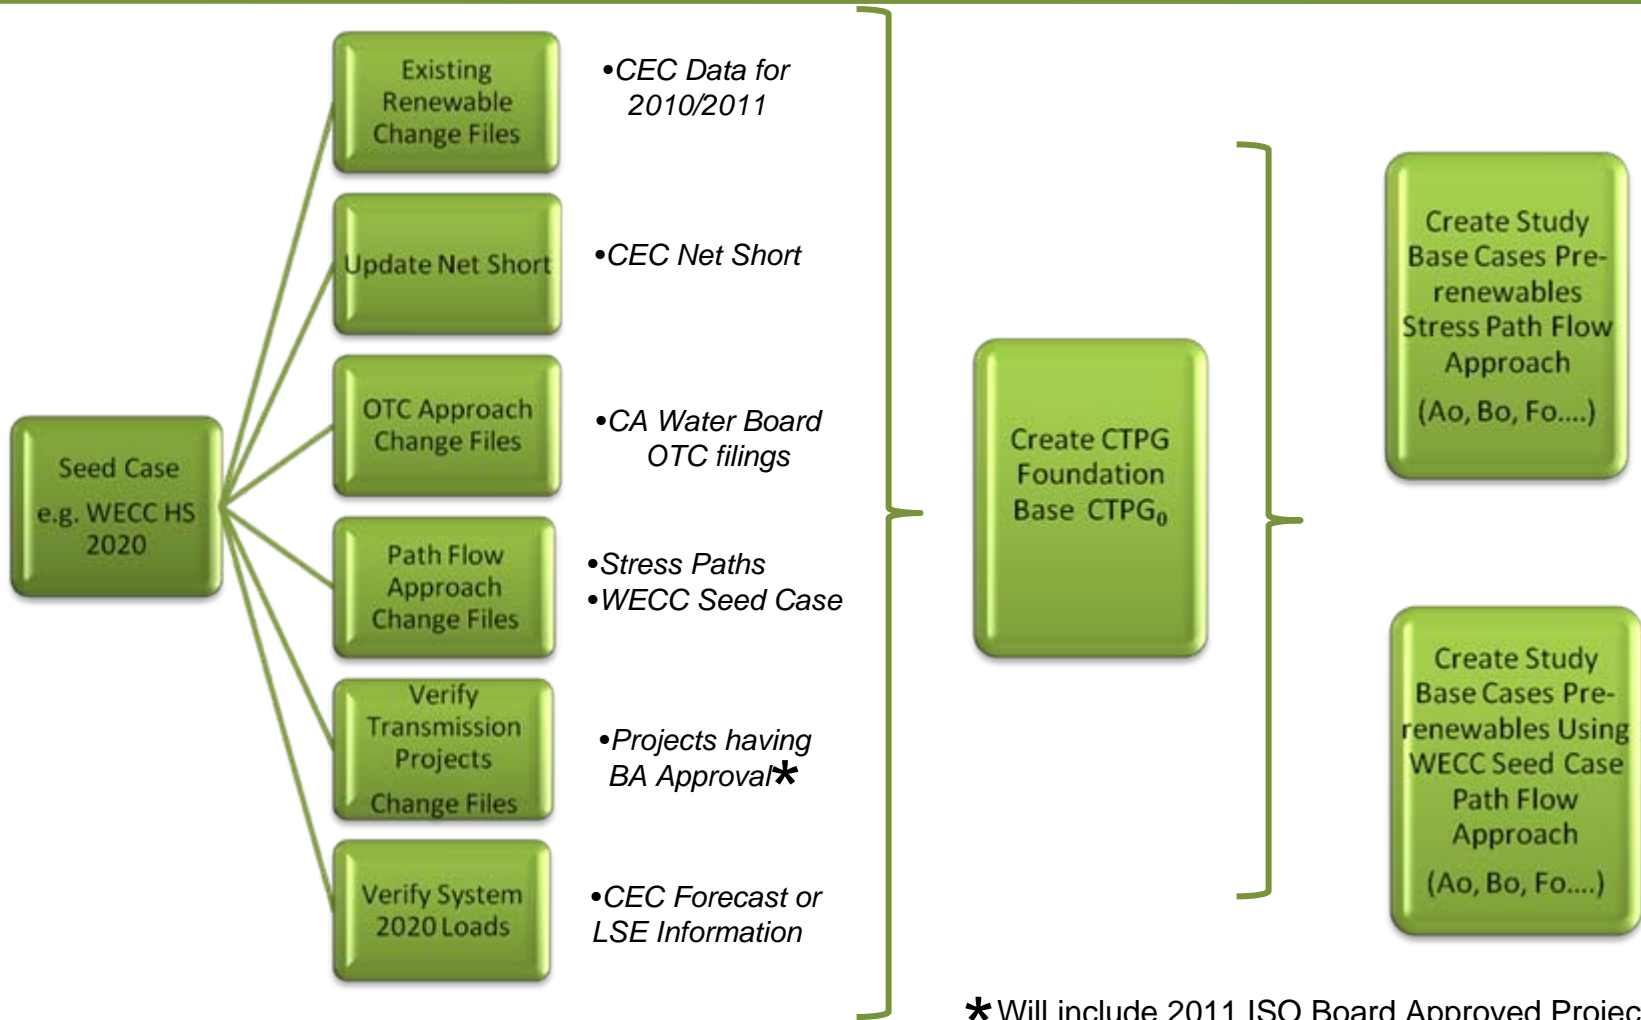 Existing
Renewable
Change Files
•CEC Data for
2010/2011
Update Net Short
•CEC Net Short
OTC Approach
Change Files
•CA Water Board
OTC filings
Seed Case
e.g. WECC HS
2020
Path Flow
Approach
Change Files
•Stress Paths
•WECC Seed Case
Verify
Transmission
Projects
Change Files
•Projects having
BA Approval*
Verify System
2020 Loads
•CEC Forecast or
LSE Information
Create CTPG
Foundation
Base CTPG₀
Create Study
Base Cases Pre-
renewables
Stress Path Flow
Approach
(Ao, Bo, Fo....)
Create Study
Base Cases Pre-
renewables Using
WECC Seed Case
Path Flow
Approach
(Ao, Bo, Fo....)
* Will include 2011 ISO Board Approved Projec